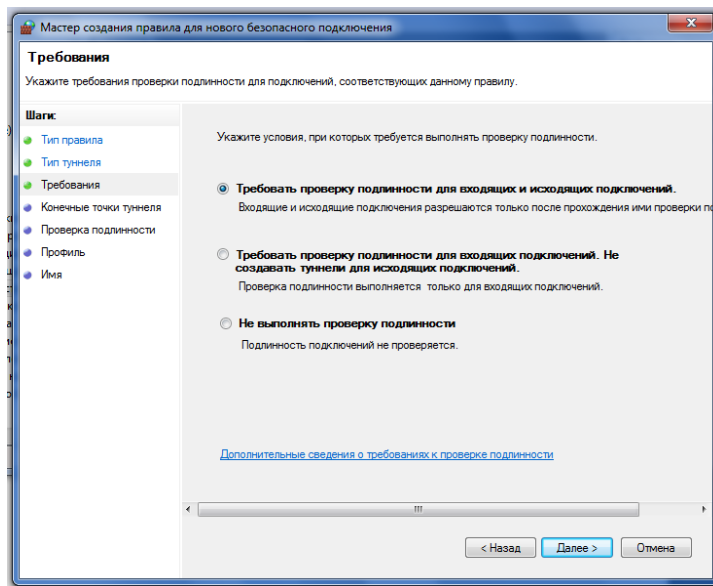 Мастер создания правила для нового безопасного подключения
Требования
Укажите требования проверки подлинности для подключений, соответствующих данному правилу.
Шаги:
Тип правила
Тип туннеля
Требования
Конечные точки туннеля
Проверка подлинности
Профиль
Имя
Укажите условия, при которых требуется выполнять проверку подлинности.
Требовать проверку подлинности для входящих и исходящих подключений.
Входящие и исходящие подключения разрешаются только после прохождения ими проверки по
Требовать проверку подлинности для входящих подключений. Не
создавать туннели для исходящих подключений.
Проверка подлинности выполняется только для входящих подключений.
Не выполнять проверку подлинности
Подлинность подключений не проверяется.
Дополнительные сведения о требованиях к проверке подлинности
< Назад
Далее >
Отмена